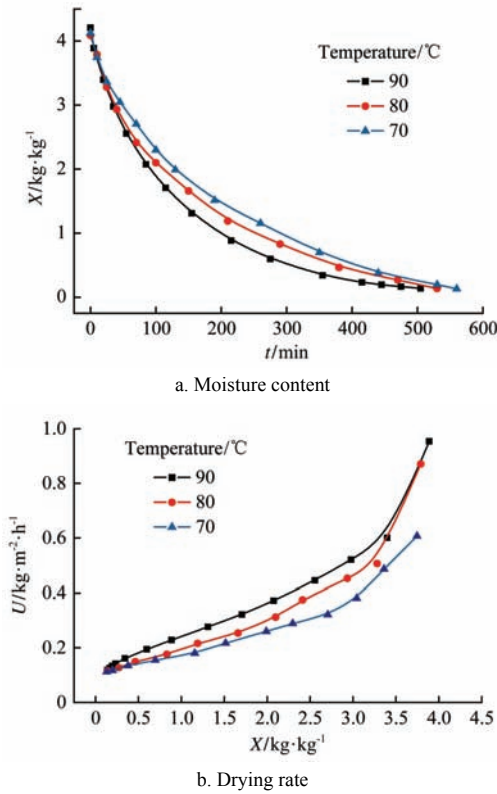 Temperature/℃
90
80
70
4
3
2
1
0
X/kg·kg⁻¹
0 100 200 300 400 500 600
t/min
a. Moisture content
1.0
0.8
0.6
0.4
0.2
0
U/kg·m⁻²·h⁻¹
Temperature/℃
90
80
70
0 0.5 1.0 1.5 2.0 2.5 3.0 3.5 4.0 4.5
X/kg·kg⁻¹
b. Drying rate